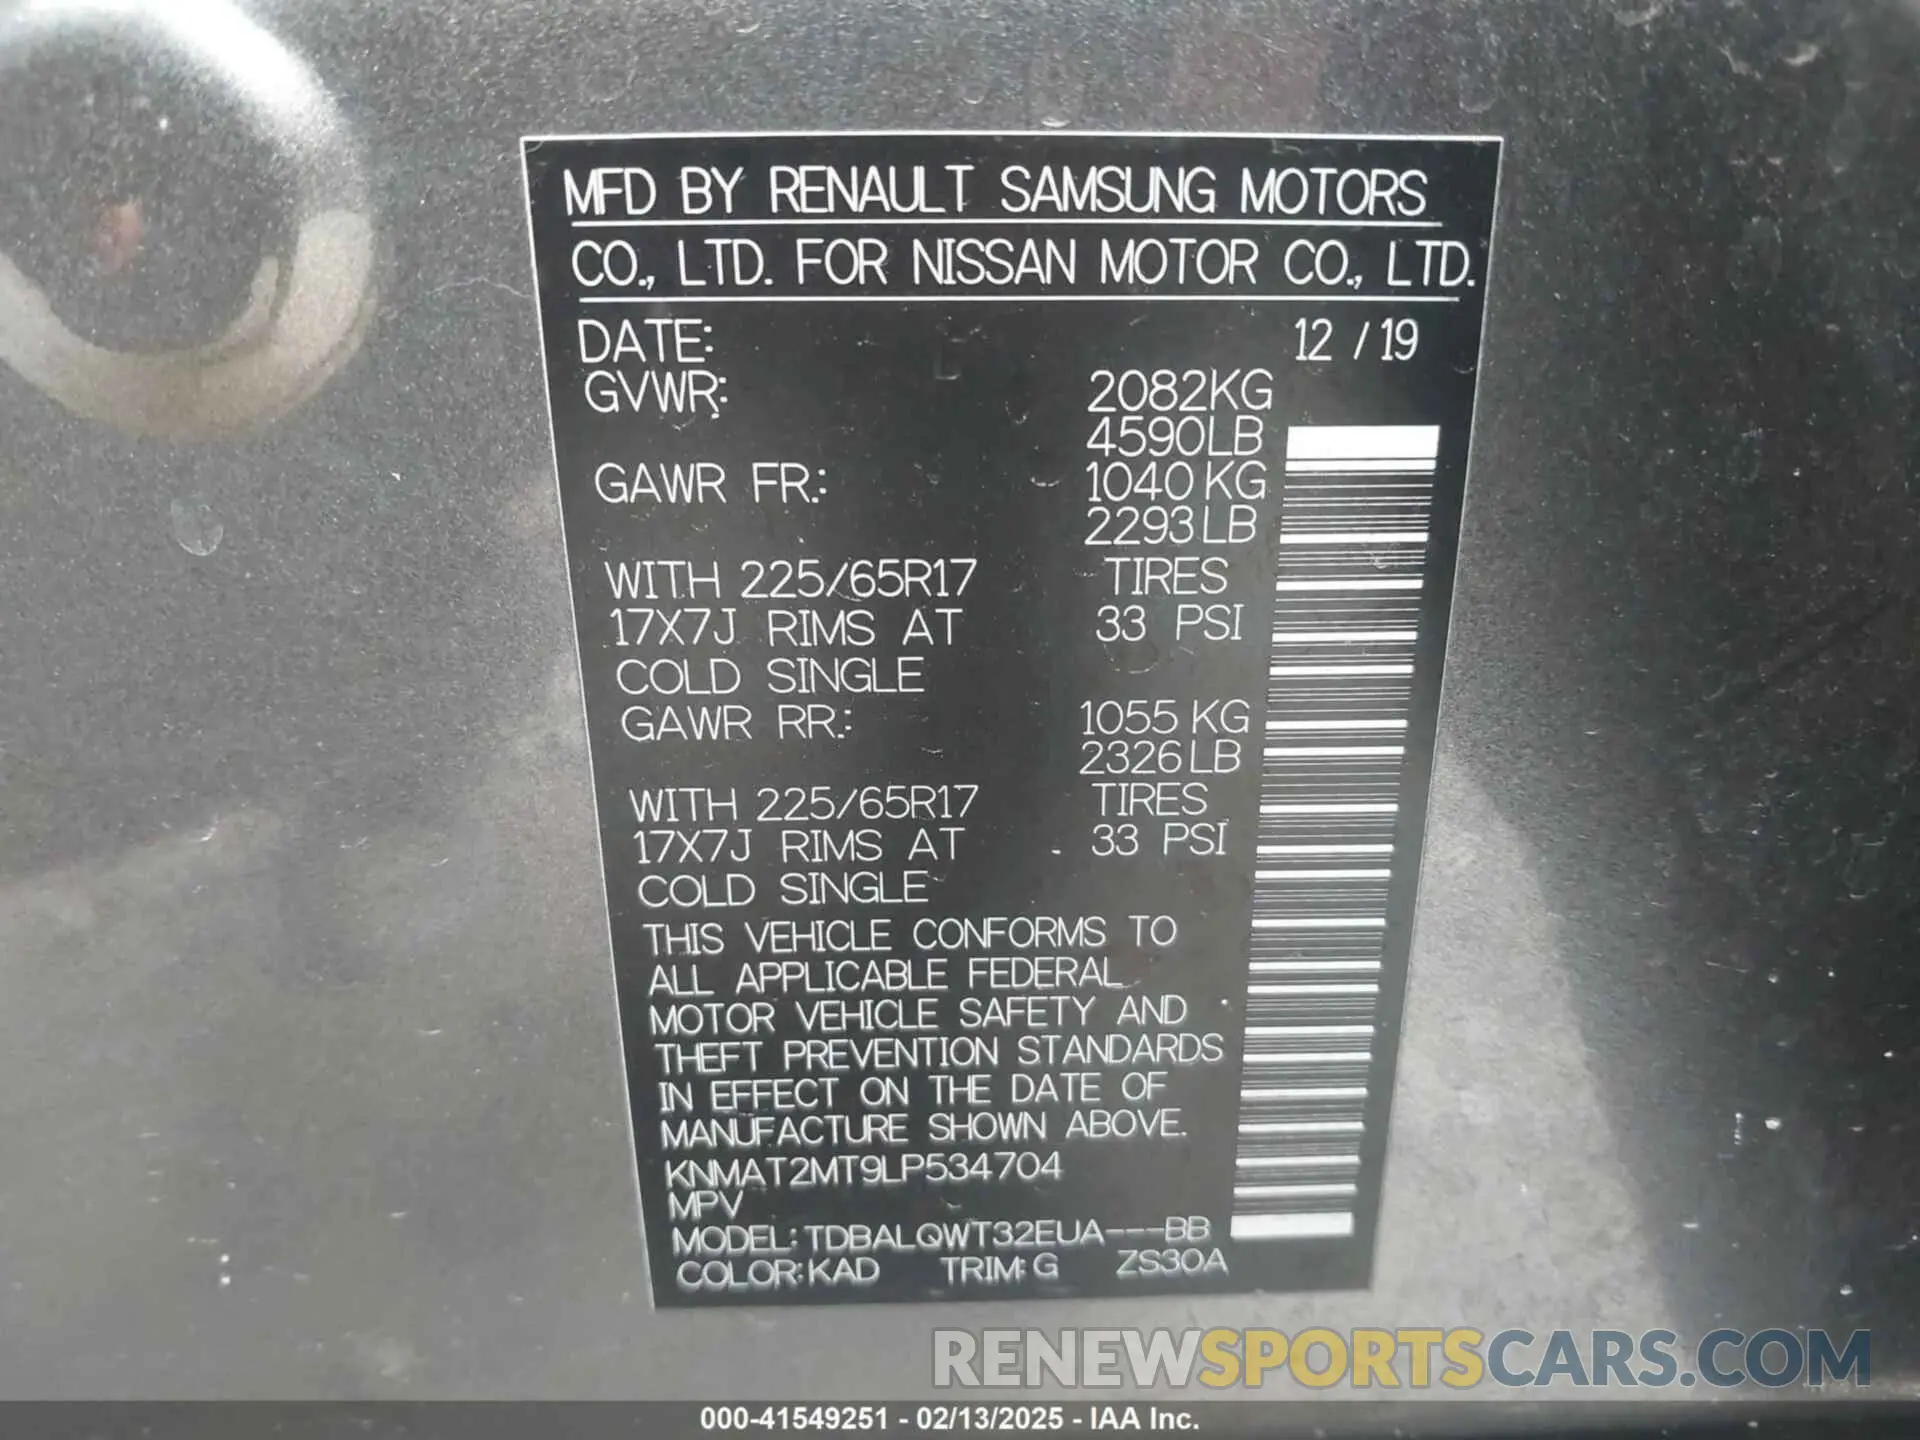 MFD BY RENAULT SAMSUNG MOTORS
CO., LTD. FOR NISSAN MOTOR CO., LTD.
DATE: 12 / 19
GVWR: 2082KG
4590LB
GAWR FR.: 1040 KG
2293 LB
WITH 225/65R17 TIRES
17X7J RIMS AT 33 PSI
COLD SINGLE
GAWR RR.: 1055 KG
2326 LB
WITH 225/65R17 TIRES
17X7J RIMS AT 33 PSI
COLD SINGLE
THIS VEHICLE CONFORMS TO
ALL APPLICABLE FEDERAL
MOTOR VEHICLE SAFETY AND
THEFT PREVENTION STANDARDS
IN EFFECT ON THE DATE OF
MANUFACTURE SHOWN ABOVE.
KNMAT2MT9LP534704
MPV
MODEL: TDBALQWT32EUA---BB
COLOR: KAD TRIM: G ZS30A
RENEWSPORTSCARS.COM
000-41549251 - 02/13/2025 - IAA Inc.